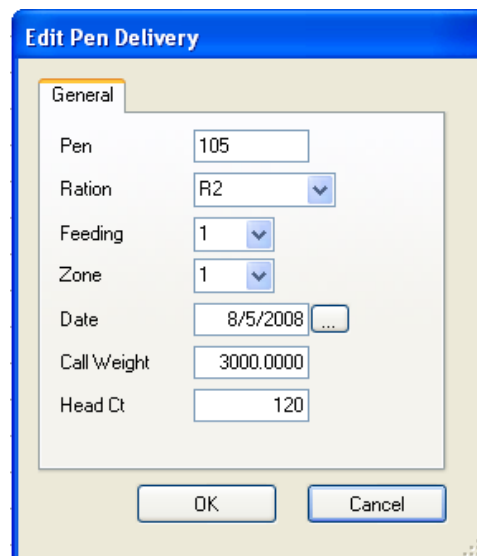 Edit Pen Delivery
General
Pen 105
Ration R2
Feeding 1
Zone 1
Date 8/5/2008 ...
Call Weight 3000.0000
Head Ct 120
OK Cancel